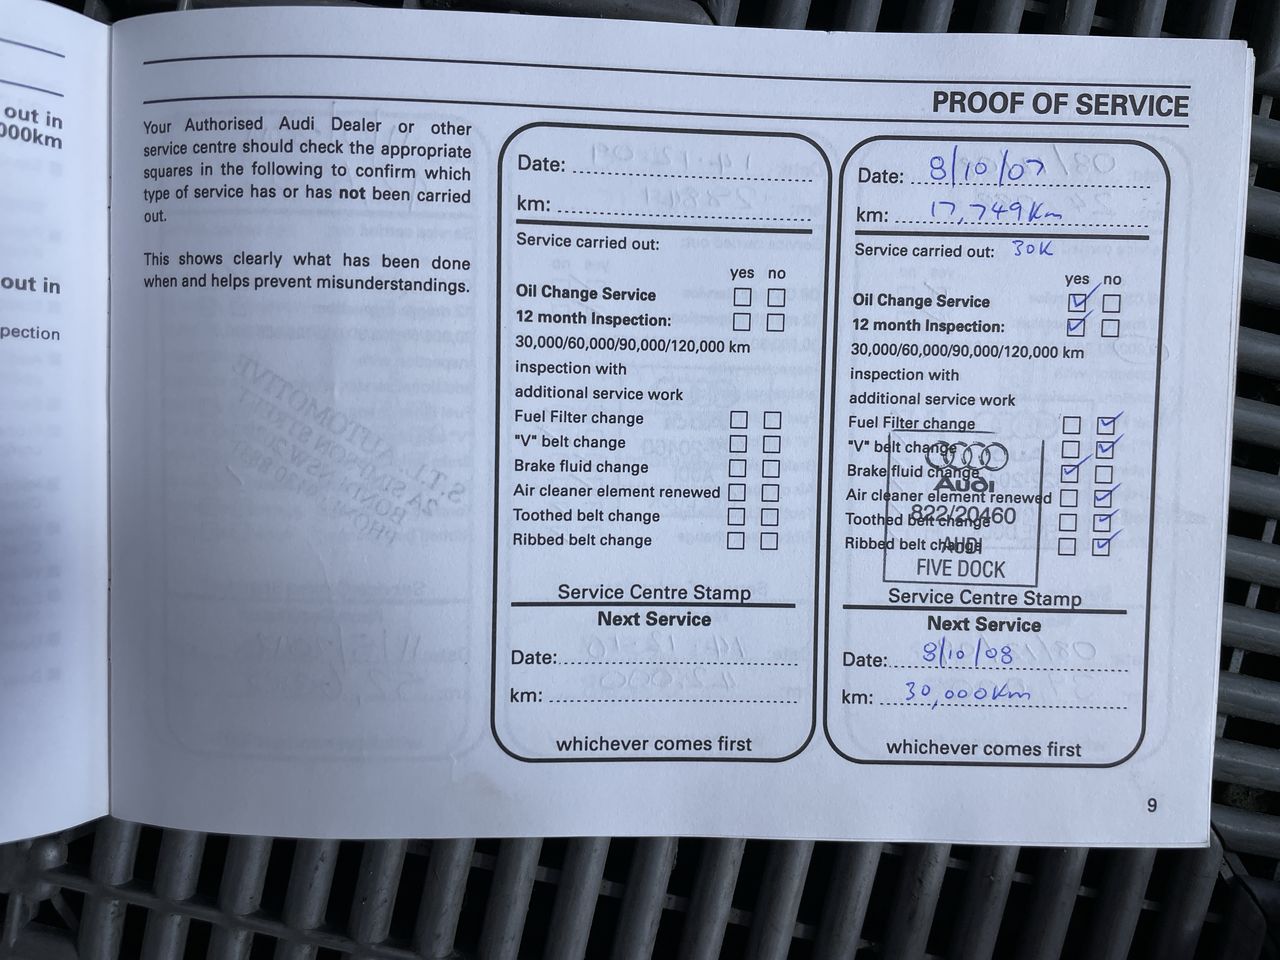 out in
000km
out in
pection
PROOF OF SERVICE
Your Authorised Audi Dealer or other
service centre should check the appropriate
squares in the following to confirm which
type of service has or has not been carried
out.
This shows clearly what has been done
when and helps prevent misunderstandings.
Date:
km:
Service carried out:
yes no
Oil Change Service
12 month Inspection:
30,000/60,000/90,000/120,000 km
inspection with
additional service work
Fuel Filter change
"V" belt change
Brake fluid change
Air cleaner element renewed
Toothed belt change
Ribbed belt change
Service Centre Stamp
Next Service
Date:
km:
whichever comes first
Date: 8/10/07
km: 17,749Km
Service carried out: 30K
yes no
Oil Change Service
12 month Inspection:
30,000/60,000/90,000/120,000 km
inspection with
additional service work
Fuel Filter change
"V" belt change
Brake fluid change
Audi
Air cleaner element renewed
822/20460
Toothed belt change
Ribbed belt change
AUDI
FIVE DOCK
Service Centre Stamp
Next Service
Date: 8/10/08
km: 30,000Km
whichever comes first
9